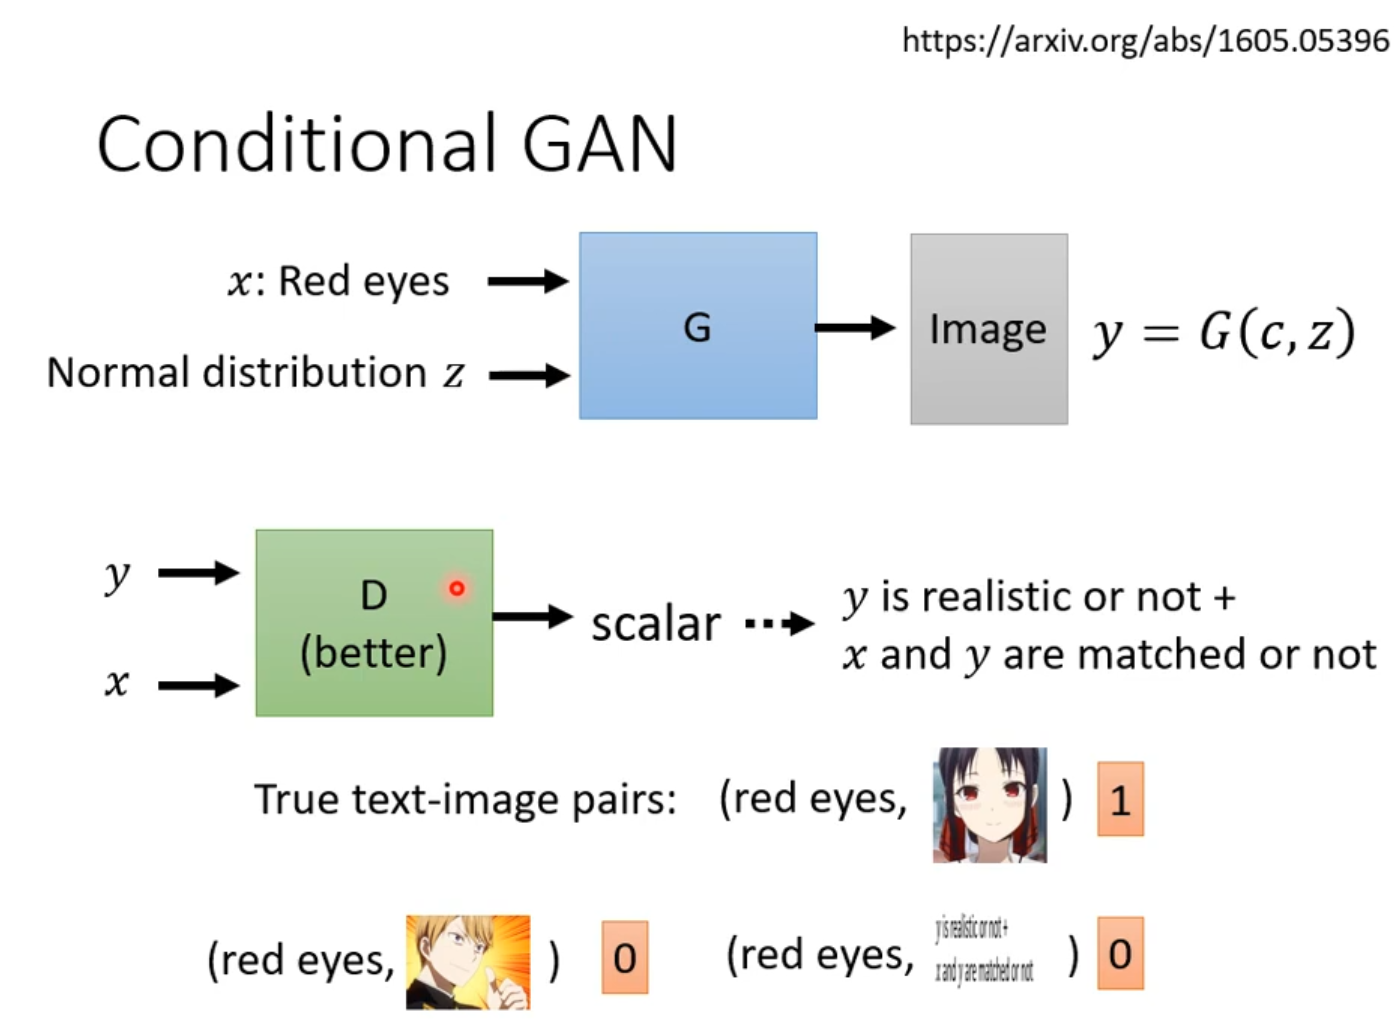 https://arxiv.org/abs/1605.05396
Conditional GAN
x: Red eyes
Normal distribution z
G
Image
y = G(c, z)
y
x
D
(better)
scalar
y is realistic or not +
x and y are matched or not
True text-image pairs: (red eyes, ) 1
(red eyes, ) 0
(red eyes, y is realistic or not + x and y are matched or not ) 0